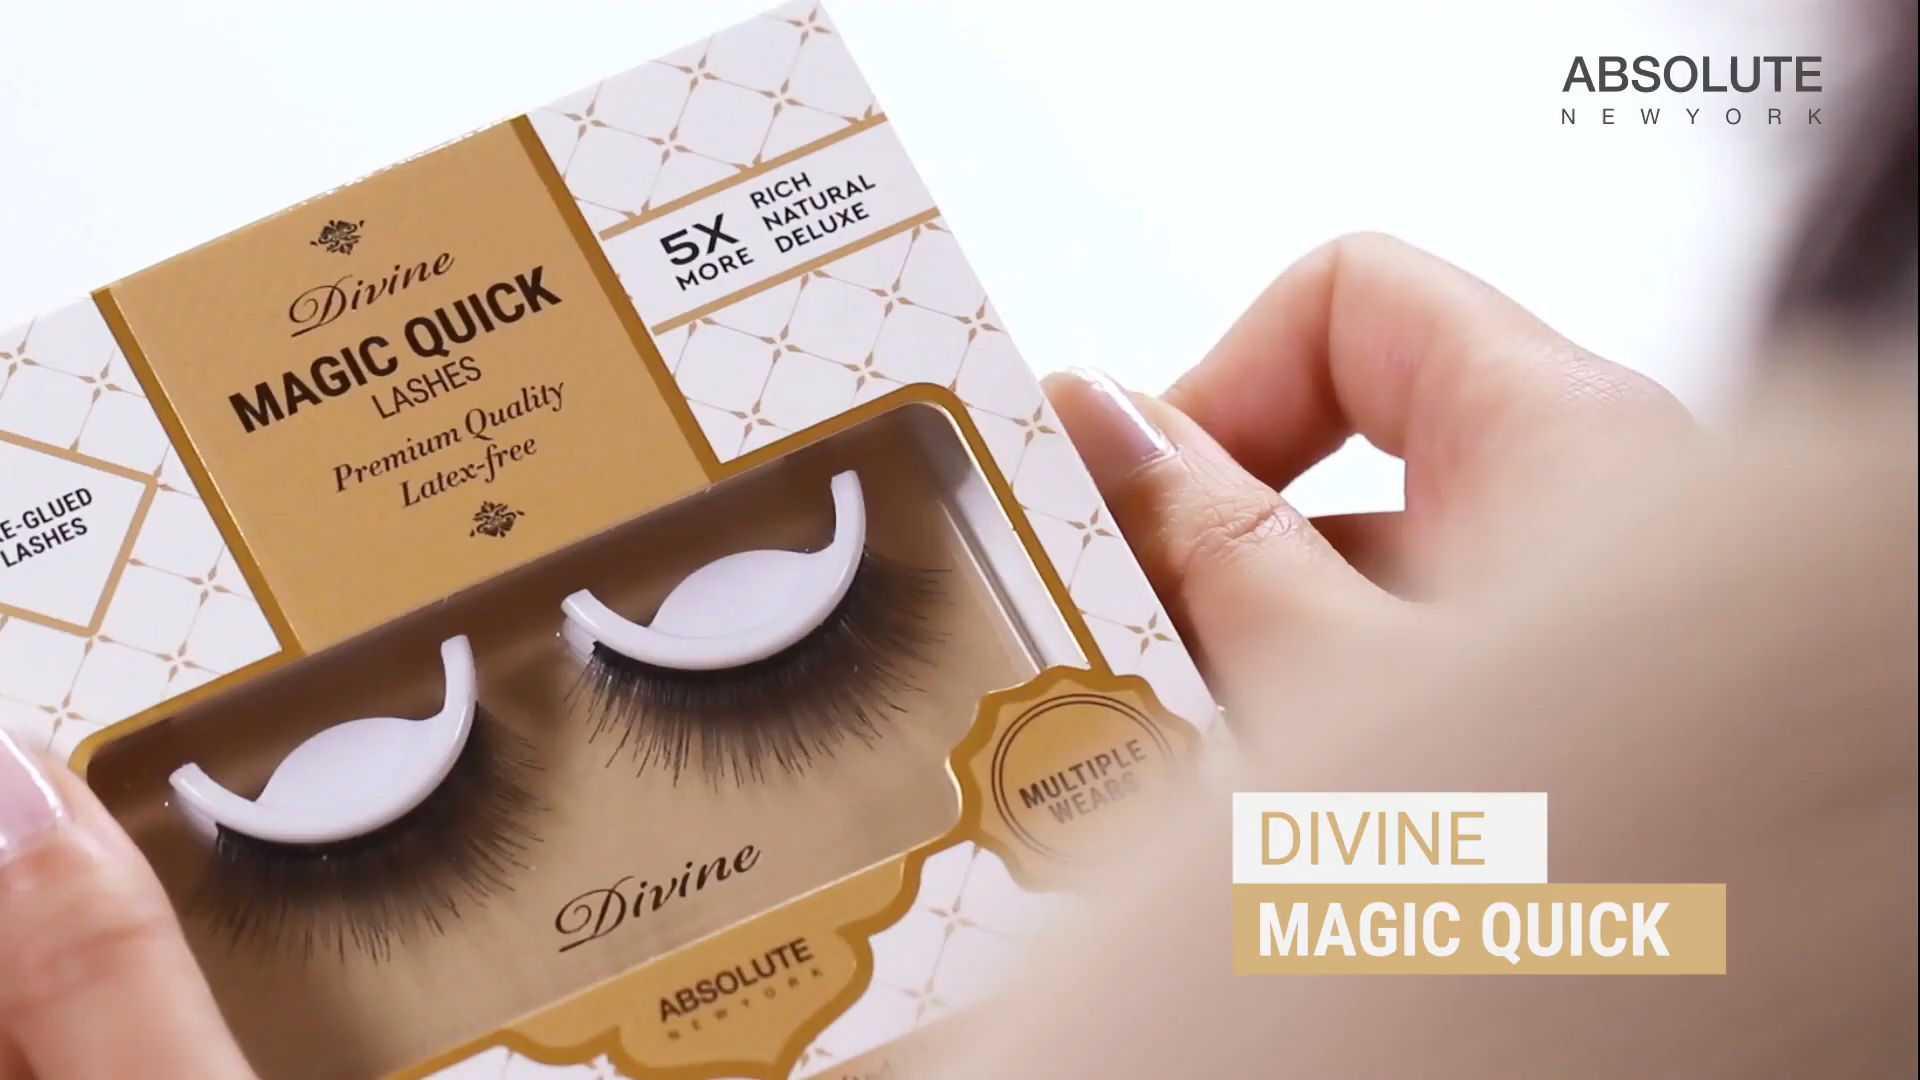 ABSOLUTE
NEW YORK
5X
MORE
RICH
NATURAL
DELUXE
Divine
MAGIC QUICK
LASHES
Premium Quality
Latex-free
E-GLUED
LASHES
MULTIPLE
WEARS
Divine
ABSOLUTE
NEW YORK
DIVINE
MAGIC QUICK